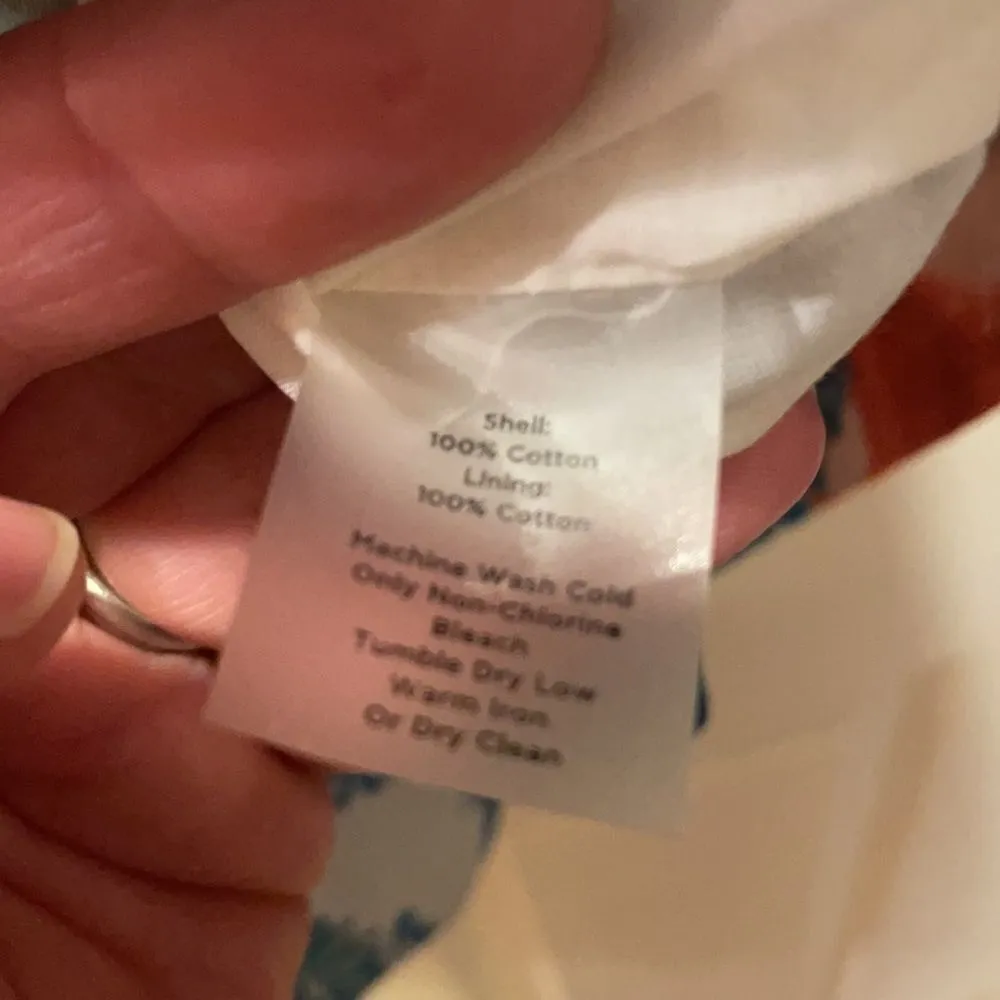 Shell:
100% Cotton
Lining:
100% Cotton
Machine Wash Cold
Only Non-Chlorine
Bleach
Tumble Dry Low
Warm Iron
Or Dry Clean